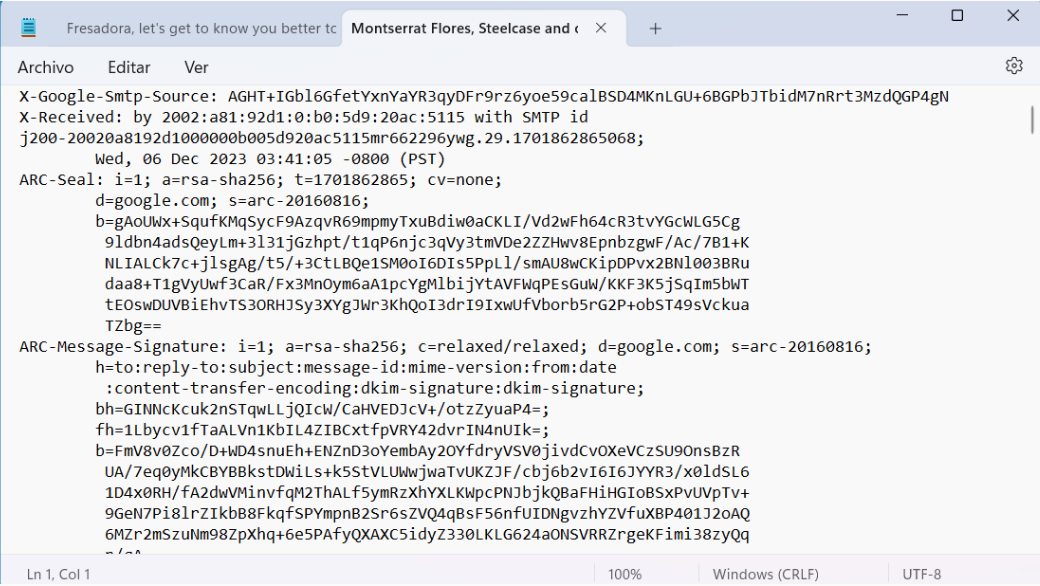 Fresadora, let's get to know you better to
Montserrat Flores, Steelcase and c
Archivo Editar Ver
X-Google-Smtp-Source: AGHT+IGbl6GfetYxnYaYR3qyDFr9rz6yoe59calBSD4MKnLGU+6BGPbJTbidM7nRrt3MzdQGP4gN
X-Received: by 2002:a81:92d1:0:b0:5d9:20ac:5115 with SMTP id
j200-20020a8192d1000000b005d920ac5115mr662296ywg.29.1701862865068;
Wed, 06 Dec 2023 03:41:05 -0800 (PST)
ARC-Seal: i=1; a=rsa-sha256; t=1701862865; cv=none;
d=google.com; s=arc-20160816;
b=gAoUWx+SqufKMqSycF9AzqvR69mpmyTxuBdiw0aCKLI/Vd2wFh64cR3tvYGcWLG5Cg
9ldbn4adsQeyLm+3l31jGzhpt/t1qP6njc3qVy3tmVDe2ZZHwv8EpnbzgwF/Ac/7B1+K
NLIALCk7c+jlsgAg/t5/+3CtLBQe1SM0oI6DIs5PpLl/smAU8wCKipDPvx2BNl003BRu
daa8+T1gVyUwf3CaR/Fx3MnOym6aA1pcYgMlbijYtAVFWqPEsGuW/KKF3K5jSqIm5bWT
tEOswDUVBiEhvTS3ORHJSy3XYgJWr3KhQoI3drI9IxwUfVborb5rG2P+obST49sVckua
TZbg==
ARC-Message-Signature: i=1; a=rsa-sha256; c=relaxed/relaxed; d=google.com; s=arc-20160816;
h=to:reply-to:subject:message-id:mime-version:from:date
:content-transfer-encoding:dkim-signature:dkim-signature;
bh=GINNcKcuk2nSTqwLLjQIcW/CaHVEDJcV+/otzZyuaP4=;
fh=1Lbycv1fTaALVn1KbIL4ZIBCxtfpVRY42dvrIN4nUIk=;
b=FmV8v0Zco/D+WD4snuEh+ENZnD3oYembAy2OYfdryVSV0jivdCvOXeVCzSU9OnsBzR
UA/7eq0yMkCBYBBkstDWiLs+k5StVLUWwjwaTvUKZJF/cbj6b2vI6I6JYYR3/x0ldSL6
1D4x0RH/fA2dwVMinvfqM2ThALf5ymRzXhYXLKWpcPNJbjkQBaFHiHGIoBSxPvUVpTv+
9GeN7Pi8lrZIkbB8FkqfSPYmpnB2Sr6sZVQ4qBsF56nfUIDNgvzhYZVfuXBP401J2oAQ
6MZr2mSzuNm98ZpXhq+6e5PAfyQXAXC5idyZ330LKLG624aONSVRRZrgeKFimi38zyQq
Ln 1, Col 1 100% Windows (CRLF) UTF-8